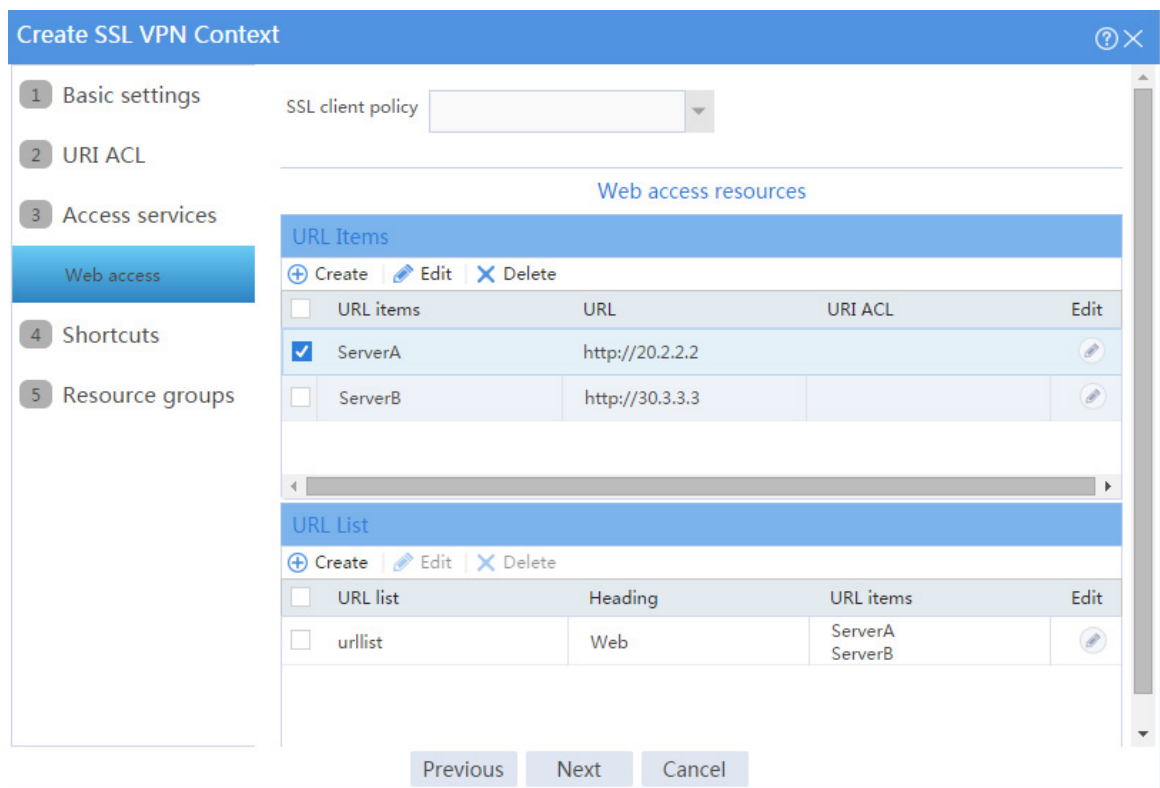 Create SSL VPN Context
1 Basic settings
2 URI ACL
3 Access services
Web access
4 Shortcuts
5 Resource groups
SSL client policy
Web access resources
URL Items
Create Edit Delete
URL items URL URI ACL Edit
ServerA http://20.2.2.2
ServerB http://30.3.3.3
URL List
Create Edit Delete
URL list Heading URL items Edit
urllist Web ServerA
ServerB
Previous Next Cancel